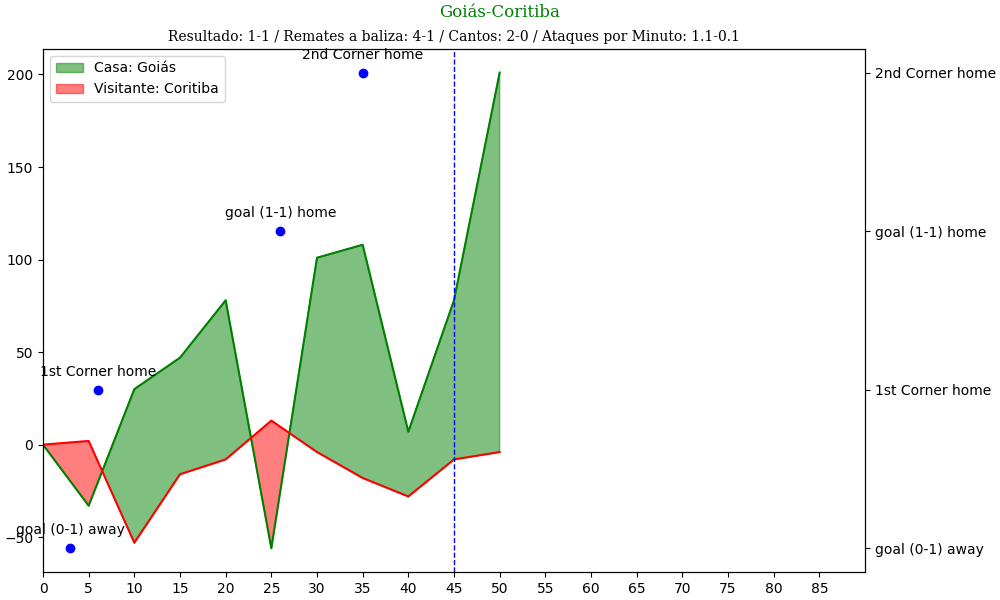 Goiás-Coritiba
Resultado: 1-1 / Remates a baliza: 4-1 / Cantos: 2-0 / Ataques por Minuto: 1.1-0.1
Casa: Goiás
Visitante: Coritiba
2nd Corner home
goal (1-1) home
1st Corner home
goal (0-1) away
200
150
100
50
0
−50
2nd Corner home
goal (1-1) home
1st Corner home
goal (0-1) away
0 5 10 15 20 25 30 35 40 45 50 55 60 65 70 75 80 85